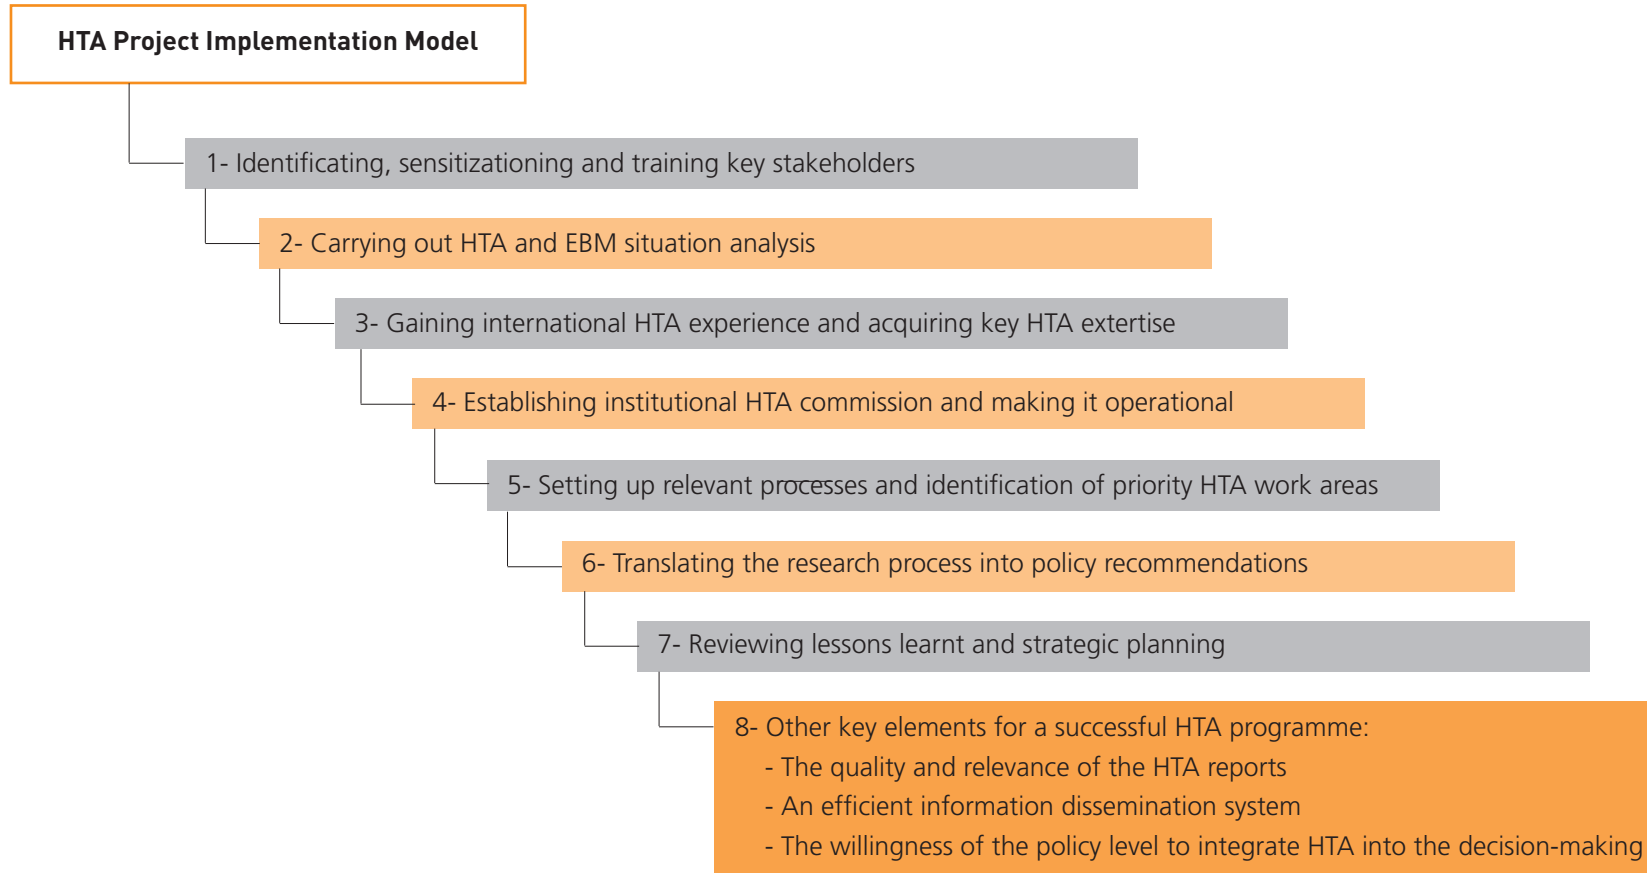 HTA Project Implementation Model
1- Identificating, sensitizationing and training key stakeholders
2- Carrying out HTA and EBM situation analysis
3- Gaining international HTA experience and acquiring key HTA extertise
4- Establishing institutional HTA commission and making it operational
5- Setting up relevant processes and identification of priority HTA work areas
6- Translating the research process into policy recommendations
7- Reviewing lessons learnt and strategic planning
8- Other key elements for a successful HTA programme:
- The quality and relevance of the HTA reports
- An efficient information dissemination system
- The willingness of the policy level to integrate HTA into the decision-making